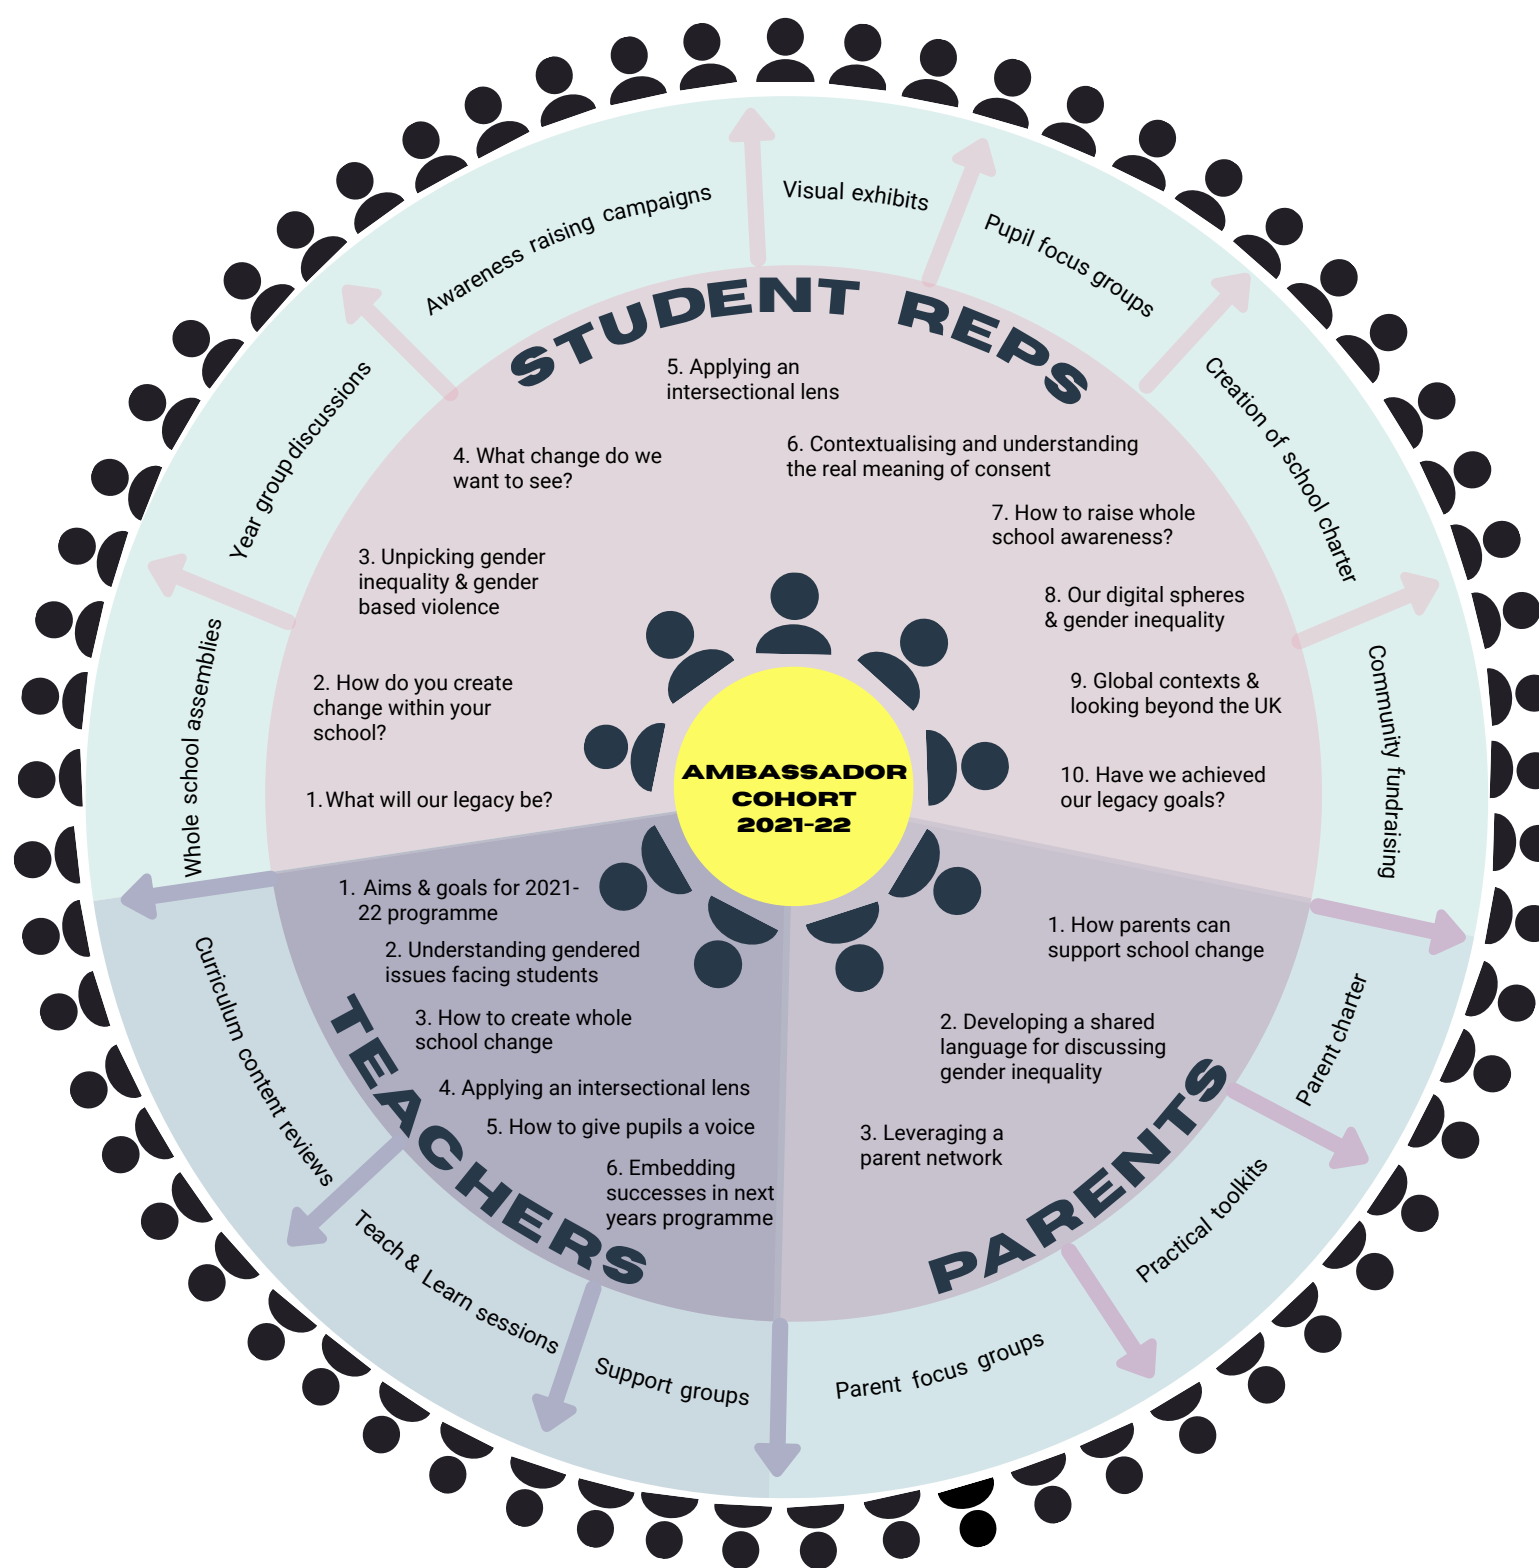 Whole school assemblies
Year group discussions
Awareness raising campaigns
Visual exhibits
Pupil focus groups
Creation of school charter
Community fundraising
STUDENT REPS
1. What will our legacy be?
2. How do you create
change within your
school?
3. Unpicking gender
inequality & gender
based violence
4. What change do we
want to see?
5. Applying an
intersectional lens
6. Contextualising and understanding
the real meaning of consent
7. How to raise whole
school awareness?
8. Our digital spheres
& gender inequality
9. Global contexts &
looking beyond the UK
10. Have we achieved
our legacy goals?
AMBASSADOR
COHORT
2021-22
1. Aims & goals for 2021-
22 programme
2. Understanding gendered
issues facing students
3. How to create whole
school change
4. Applying an intersectional lens
5. How to give pupils a voice
6. Embedding
successes in next
years programme
TEACHERS
Curriculum content reviews
Teach & Learn sessions
Support groups
1. How parents can
support school change
2. Developing a shared
language for discussing
gender inequality
3. Leveraging a
parent network
PARENTS
Parent charter
Practical toolkits
Parent focus groups